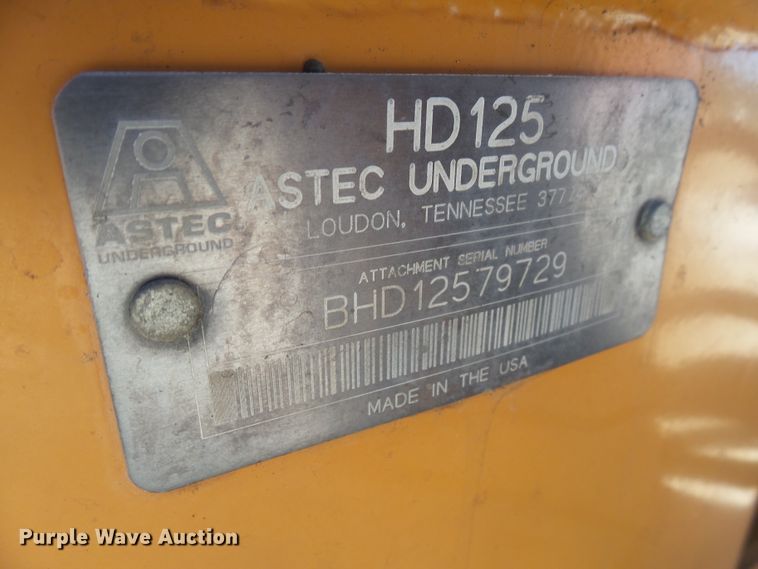 HD125
ASTEC UNDERGROUND
LOUDON, TENNESSEE
ASTEC
UNDERGROUND
ATTACHMENT SERIAL NUMBER
BHD12579729
MADE IN THE USA
Purple Wave Auction